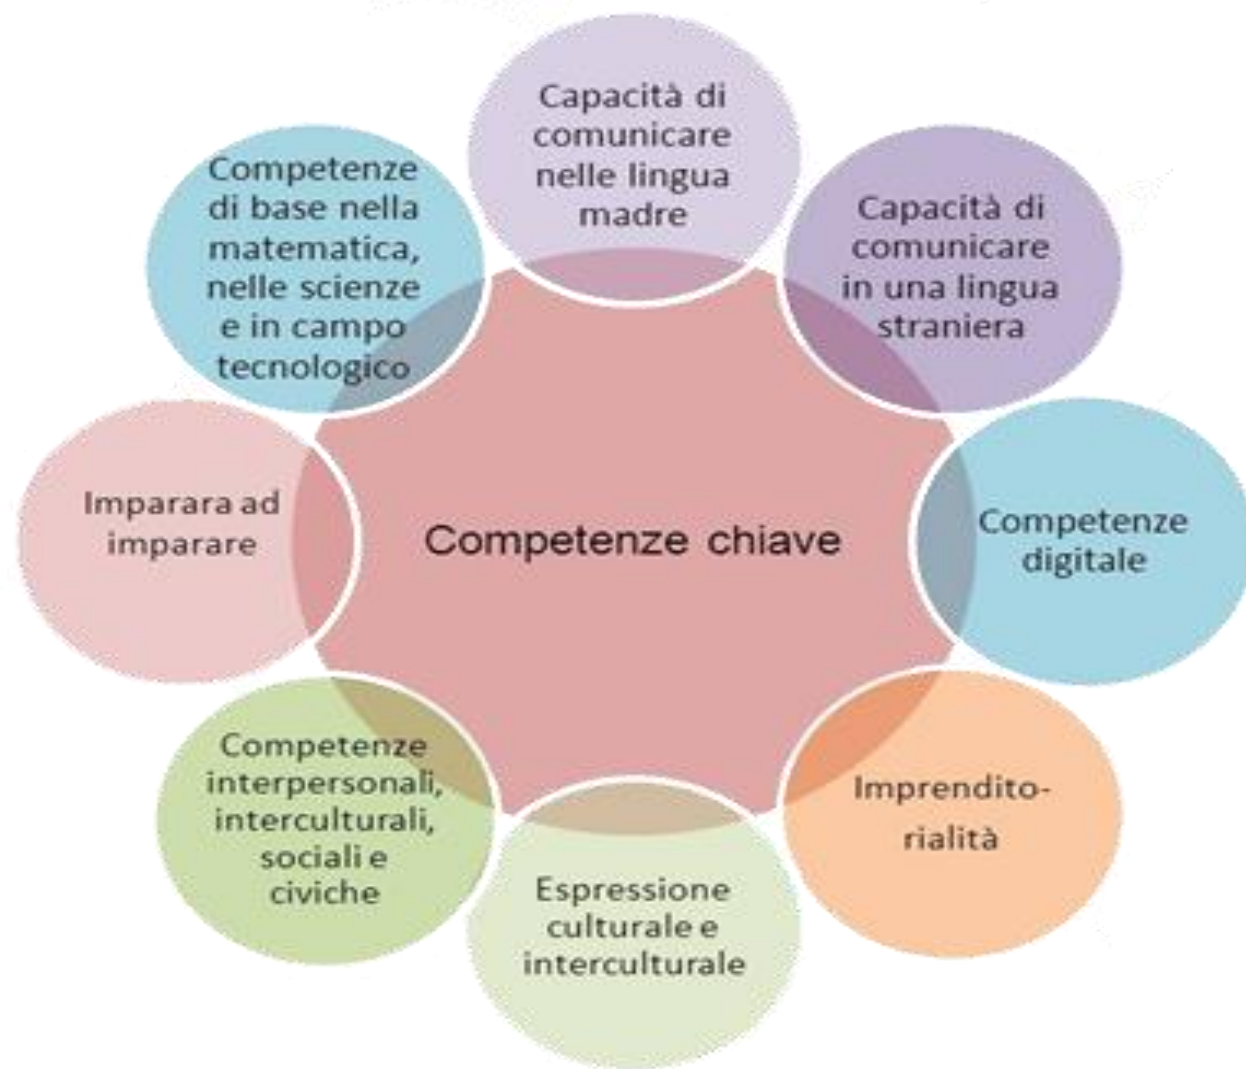 Capacità di
comunicare
nelle lingua
madre
Capacità di
comunicare
in una lingua
straniera
Competenze
digitale
Imprendito-
rialità
Espressione
culturale e
interculturale
Competenze
interpersonali,
interculturali,
sociali e
civiche
Imparara ad
imparare
Competenze
di base nella
matematica,
nelle scienze
e in campo
tecnologico
Competenze chiave